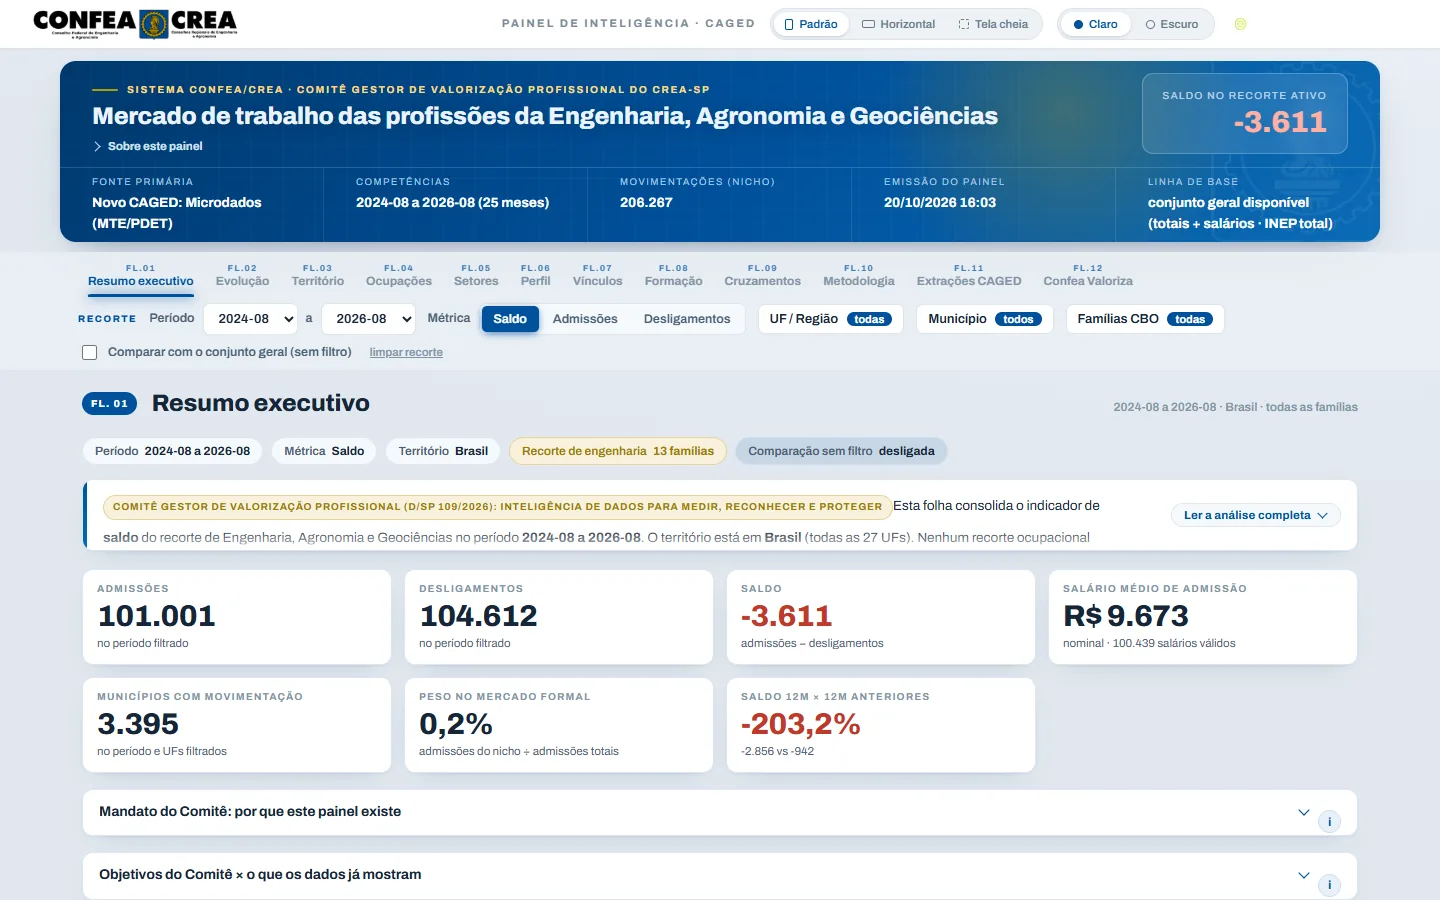 CONFEA CREA
Conselho Federal de Engenharia e Agronomia
Conselhos Regionais de Engenharia e Agronomia
PAINEL DE INTELIGÊNCIA · CAGED
Padrão Horizontal Tela cheia
Claro Escuro
SISTEMA CONFEA/CREA · COMITÊ GESTOR DE VALORIZAÇÃO PROFISSIONAL DO CREA-SP
Mercado de trabalho das profissões da Engenharia, Agronomia e Geociências
Sobre este painel
SALDO NO RECORTE ATIVO
-3.611
FONTE PRIMÁRIA
Novo CAGED: Microdados
(MTE/PDET)
COMPETÊNCIAS
2024-08 a 2026-08 (25 meses)
MOVIMENTAÇÕES (NICHO)
206.267
EMISSÃO DO PAINEL
20/10/2026 16:03
LINHA DE BASE
conjunto geral disponível
(totais + salários · INEP total)
FL.01
Resumo executivo
FL.02
Evolução
FL.03
Território
FL.04
Ocupações
FL.05
Setores
FL.06
Perfil
FL.07
Vínculos
FL.08
Formação
FL.09
Cruzamentos
FL.10
Metodologia
FL.11
Extrações CAGED
FL.12
Confea Valoriza
RECORTE Período 2024-08 a 2026-08 Métrica Saldo Admissões Desligamentos UF / Região todas Município todos Famílias CBO todas
Comparar com o conjunto geral (sem filtro) limpar recorte
FL. 01 Resumo executivo
2024-08 a 2026-08 · Brasil · todas as famílias
Período 2024-08 a 2026-08 Métrica Saldo Território Brasil Recorte de engenharia 13 famílias Comparação sem filtro desligada
COMITÊ GESTOR DE VALORIZAÇÃO PROFISSIONAL (D/SP 109/2026): INTELIGÊNCIA DE DADOS PARA MEDIR, RECONHECER E PROTEGER Esta folha consolida o indicador de
saldo do recorte de Engenharia, Agronomia e Geociências no período 2024-08 a 2026-08. O território está em Brasil (todas as 27 UFs). Nenhum recorte ocupacional
Ler a análise completa
ADMISSÕES
101.001
no período filtrado
DESLIGAMENTOS
104.612
no período filtrado
SALDO
-3.611
admissões − desligamentos
SALÁRIO MÉDIO DE ADMISSÃO
R$ 9.673
nominal · 100.439 salários válidos
MUNICÍPIOS COM MOVIMENTAÇÃO
3.395
no período e UFs filtrados
PESO NO MERCADO FORMAL
0,2%
admissões do nicho ÷ admissões totais
SALDO 12M × 12M ANTERIORES
-203,2%
-2.856 vs -942
Mandato do Comitê: por que este painel existe
i
Objetivos do Comitê × o que os dados já mostram
i